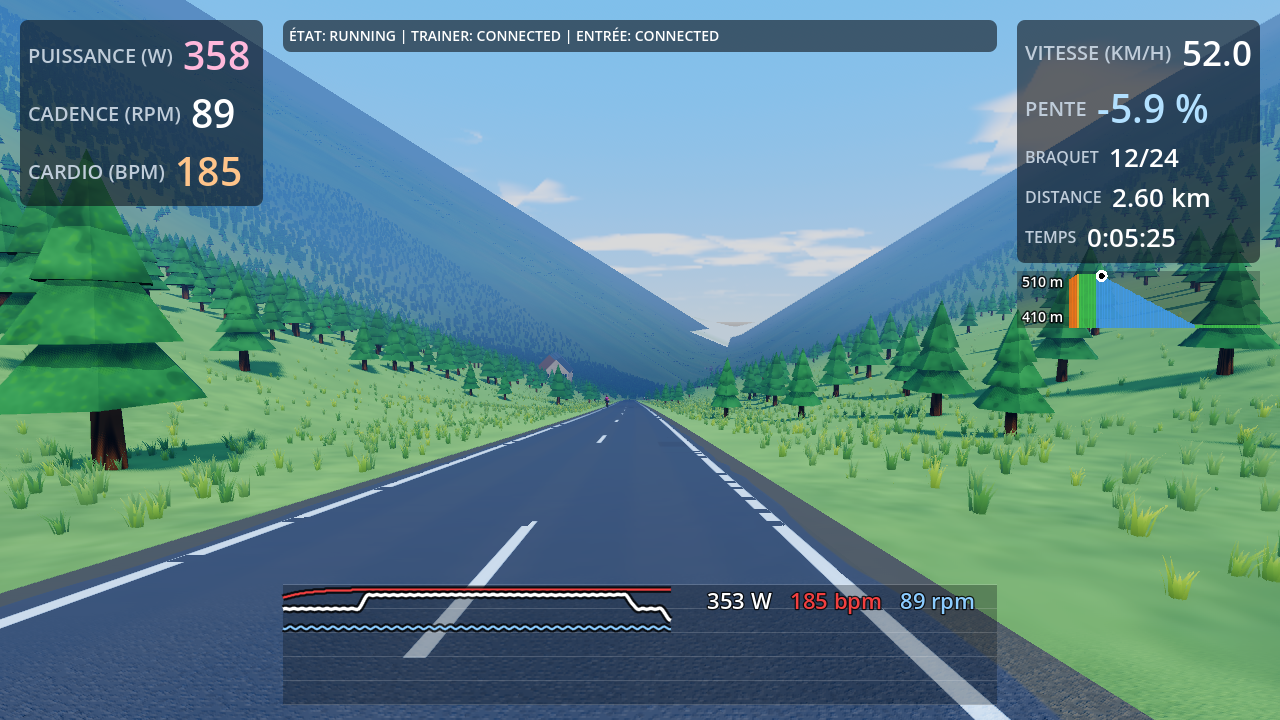 PUISSANCE (W) 358
CADENCE (RPM) 89
CARDIO (BPM) 185
ÉTAT: RUNNING | TRAINER: CONNECTED | ENTRÉE: CONNECTED
VITESSE (KM/H) 52.0
PENTE -5.9 %
BRAQUET 12/24
DISTANCE 2.60 km
TEMPS 0:05:25
510 m
410 m
353 W 185 bpm 89 rpm